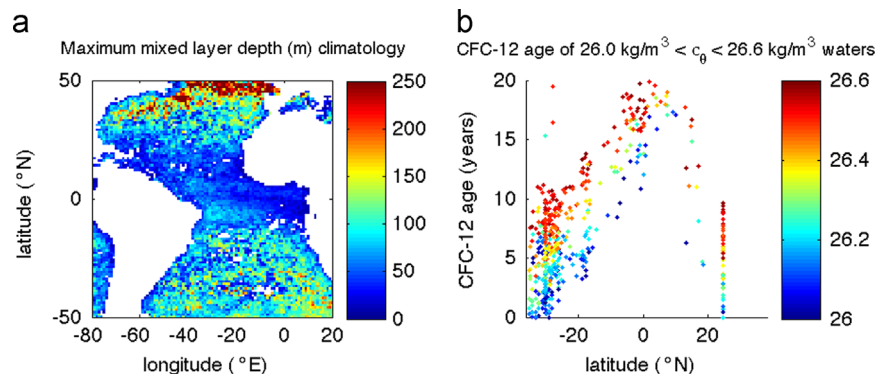 a
Maximum mixed layer depth (m) climatology
50
0
-50
latitude (°N)
-80 -60 -40 -20 0 20
longitude (°E)
250
200
150
100
50
0
b
CFC-12 age of 26.0 kg/m³ < c_θ < 26.6 kg/m³ waters
20
15
10
5
0
CFC-12 age (years)
-20 0 20
latitude (°N)
26.6
26.4
26.2
26